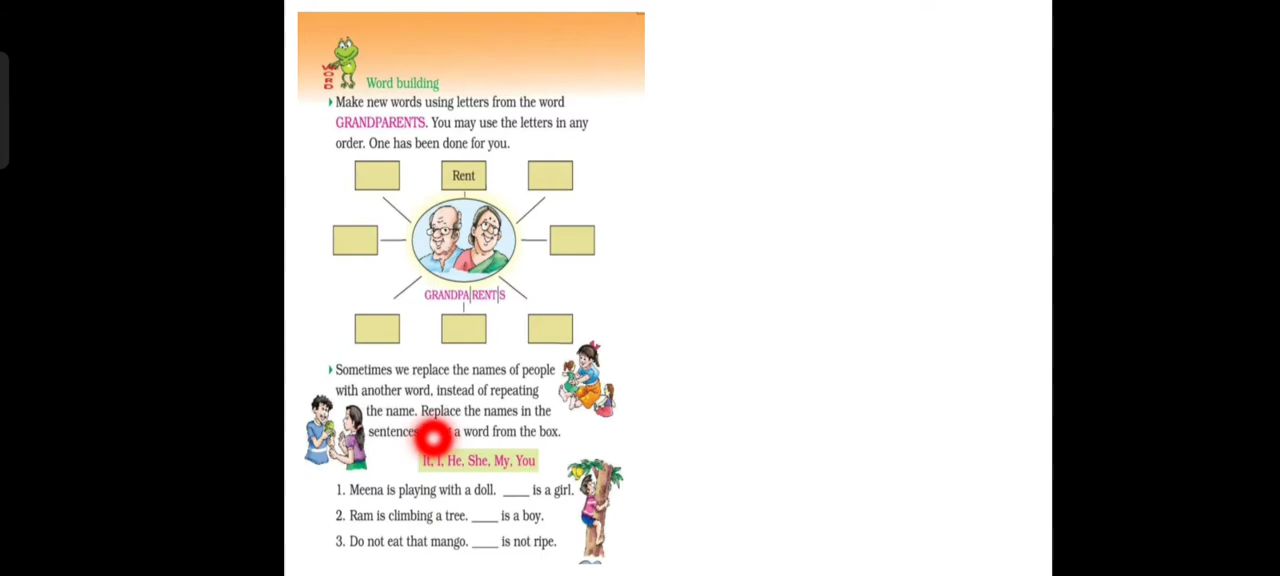 WORD
Word building
Make new words using letters from the word
GRANDPARENTS. You may use the letters in any
order. One has been done for you.
Rent
GRANDPARENTS
Sometimes we replace the names of people
with another word, instead of repeating
the name. Replace the names in the
sentences a word from the box.
It, I, He, She, My, You
1. Meena is playing with a doll. ____ is a girl.
2. Ram is climbing a tree. ____ is a boy.
3. Do not eat that mango. ____ is not ripe.